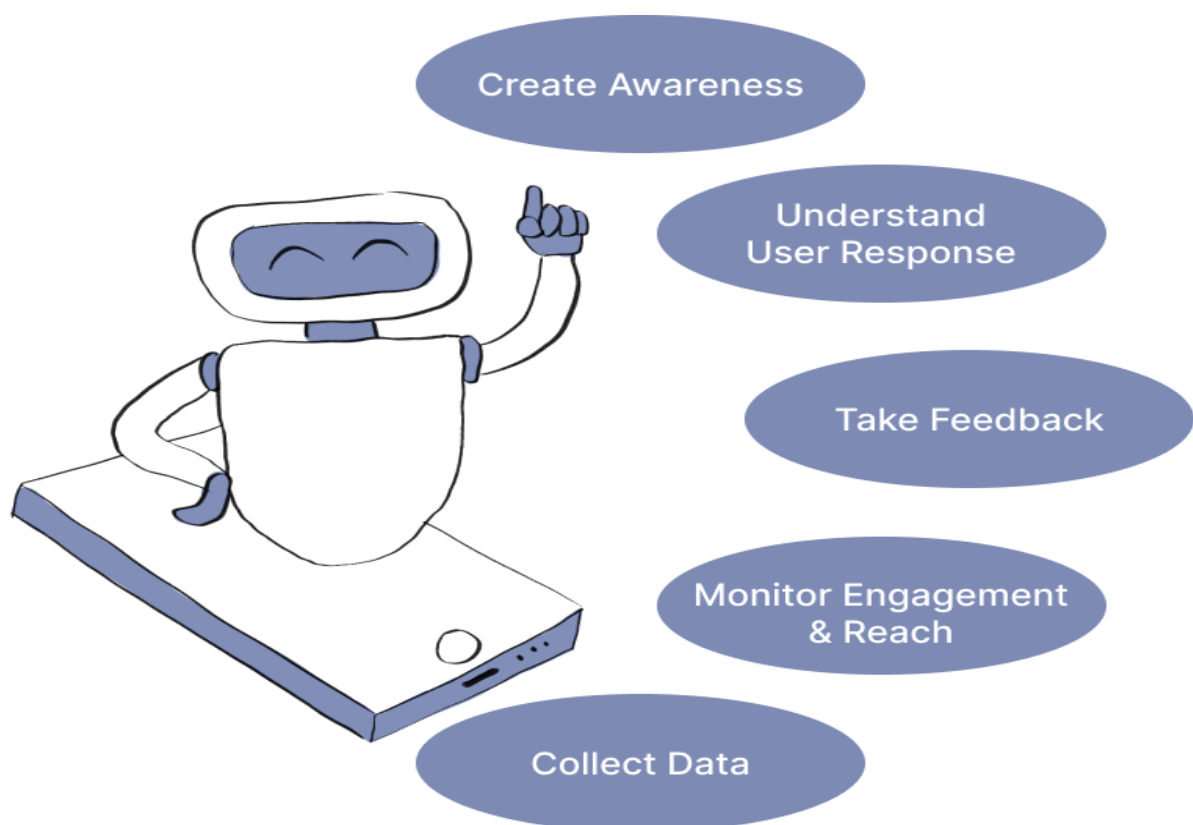 Create Awareness
Understand
User Response
Take Feedback
Monitor Engagement
& Reach
Collect Data